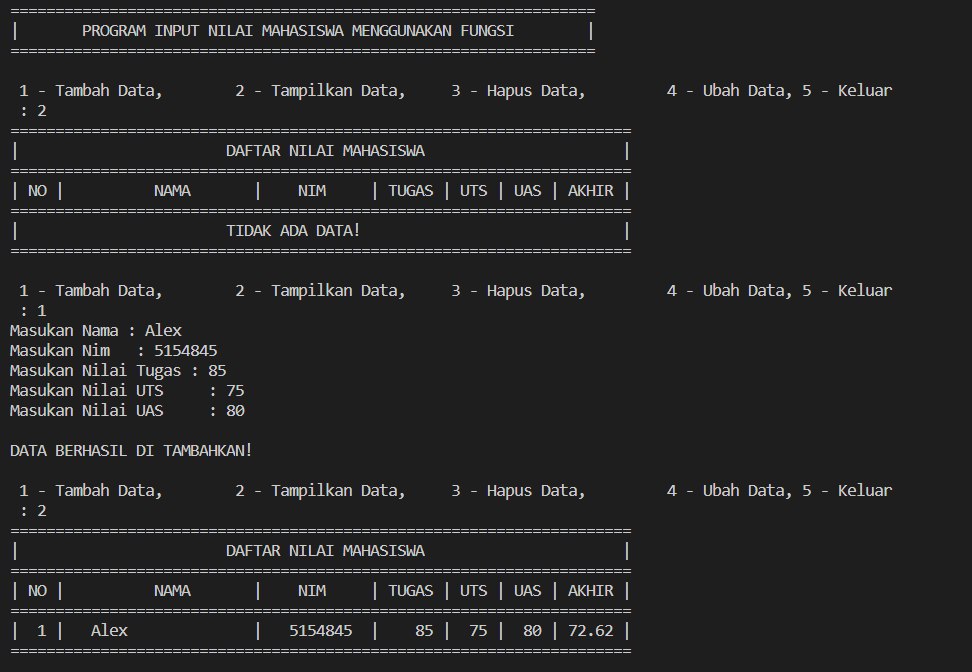 =================================================================
|       PROGRAM INPUT NILAI MAHASISWA MENGGUNAKAN FUNGSI        |
=================================================================
 1 - Tambah Data,        2 - Tampilkan Data,     3 - Hapus Data,         4 - Ubah Data, 5 - Keluar
 : 2
=====================================================================
|                       DAFTAR NILAI MAHASISWA                      |
=====================================================================
| NO |          NAMA       |    NIM     | TUGAS | UTS | UAS | AKHIR |
=====================================================================
|                       TIDAK ADA DATA!                             |
=====================================================================
 1 - Tambah Data,        2 - Tampilkan Data,     3 - Hapus Data,         4 - Ubah Data, 5 - Keluar
 : 1
Masukan Nama : Alex
Masukan Nim   : 5154845
Masukan Nilai Tugas : 85
Masukan Nilai UTS     : 75
Masukan Nilai UAS     : 80
DATA BERHASIL DI TAMBAHKAN!
 1 - Tambah Data,        2 - Tampilkan Data,     3 - Hapus Data,         4 - Ubah Data, 5 - Keluar
 : 2
=====================================================================
|                       DAFTAR NILAI MAHASISWA                      |
=====================================================================
| NO |          NAMA       |    NIM     | TUGAS | UTS | UAS | AKHIR |
=====================================================================
|  1 |   Alex              |   5154845  |    85 |  75 |  80 | 72.62 |
=====================================================================